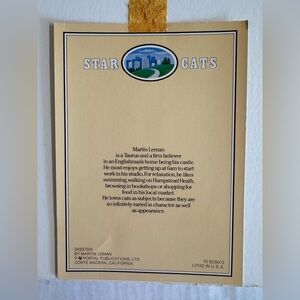 STAR CATS
Martin Leman
is a Taurus and a firm believer
in an Englishman's home being his castle.
He most enjoys getting up at 6am to start
work in his studio. For relaxation, he likes
swimming, walking on Hampstead Heath,
browsing in bookshops or shopping for
food in his local market.
He loves cats as subjects because they are
so infinitely varied in character as well
as appearance.
SKEETER
BY MARTIN LEMAN
PORTAL PUBLICATIONS, LTD.
CORTE MADERA, CALIFORNIA
LITHO IN U.S.A.